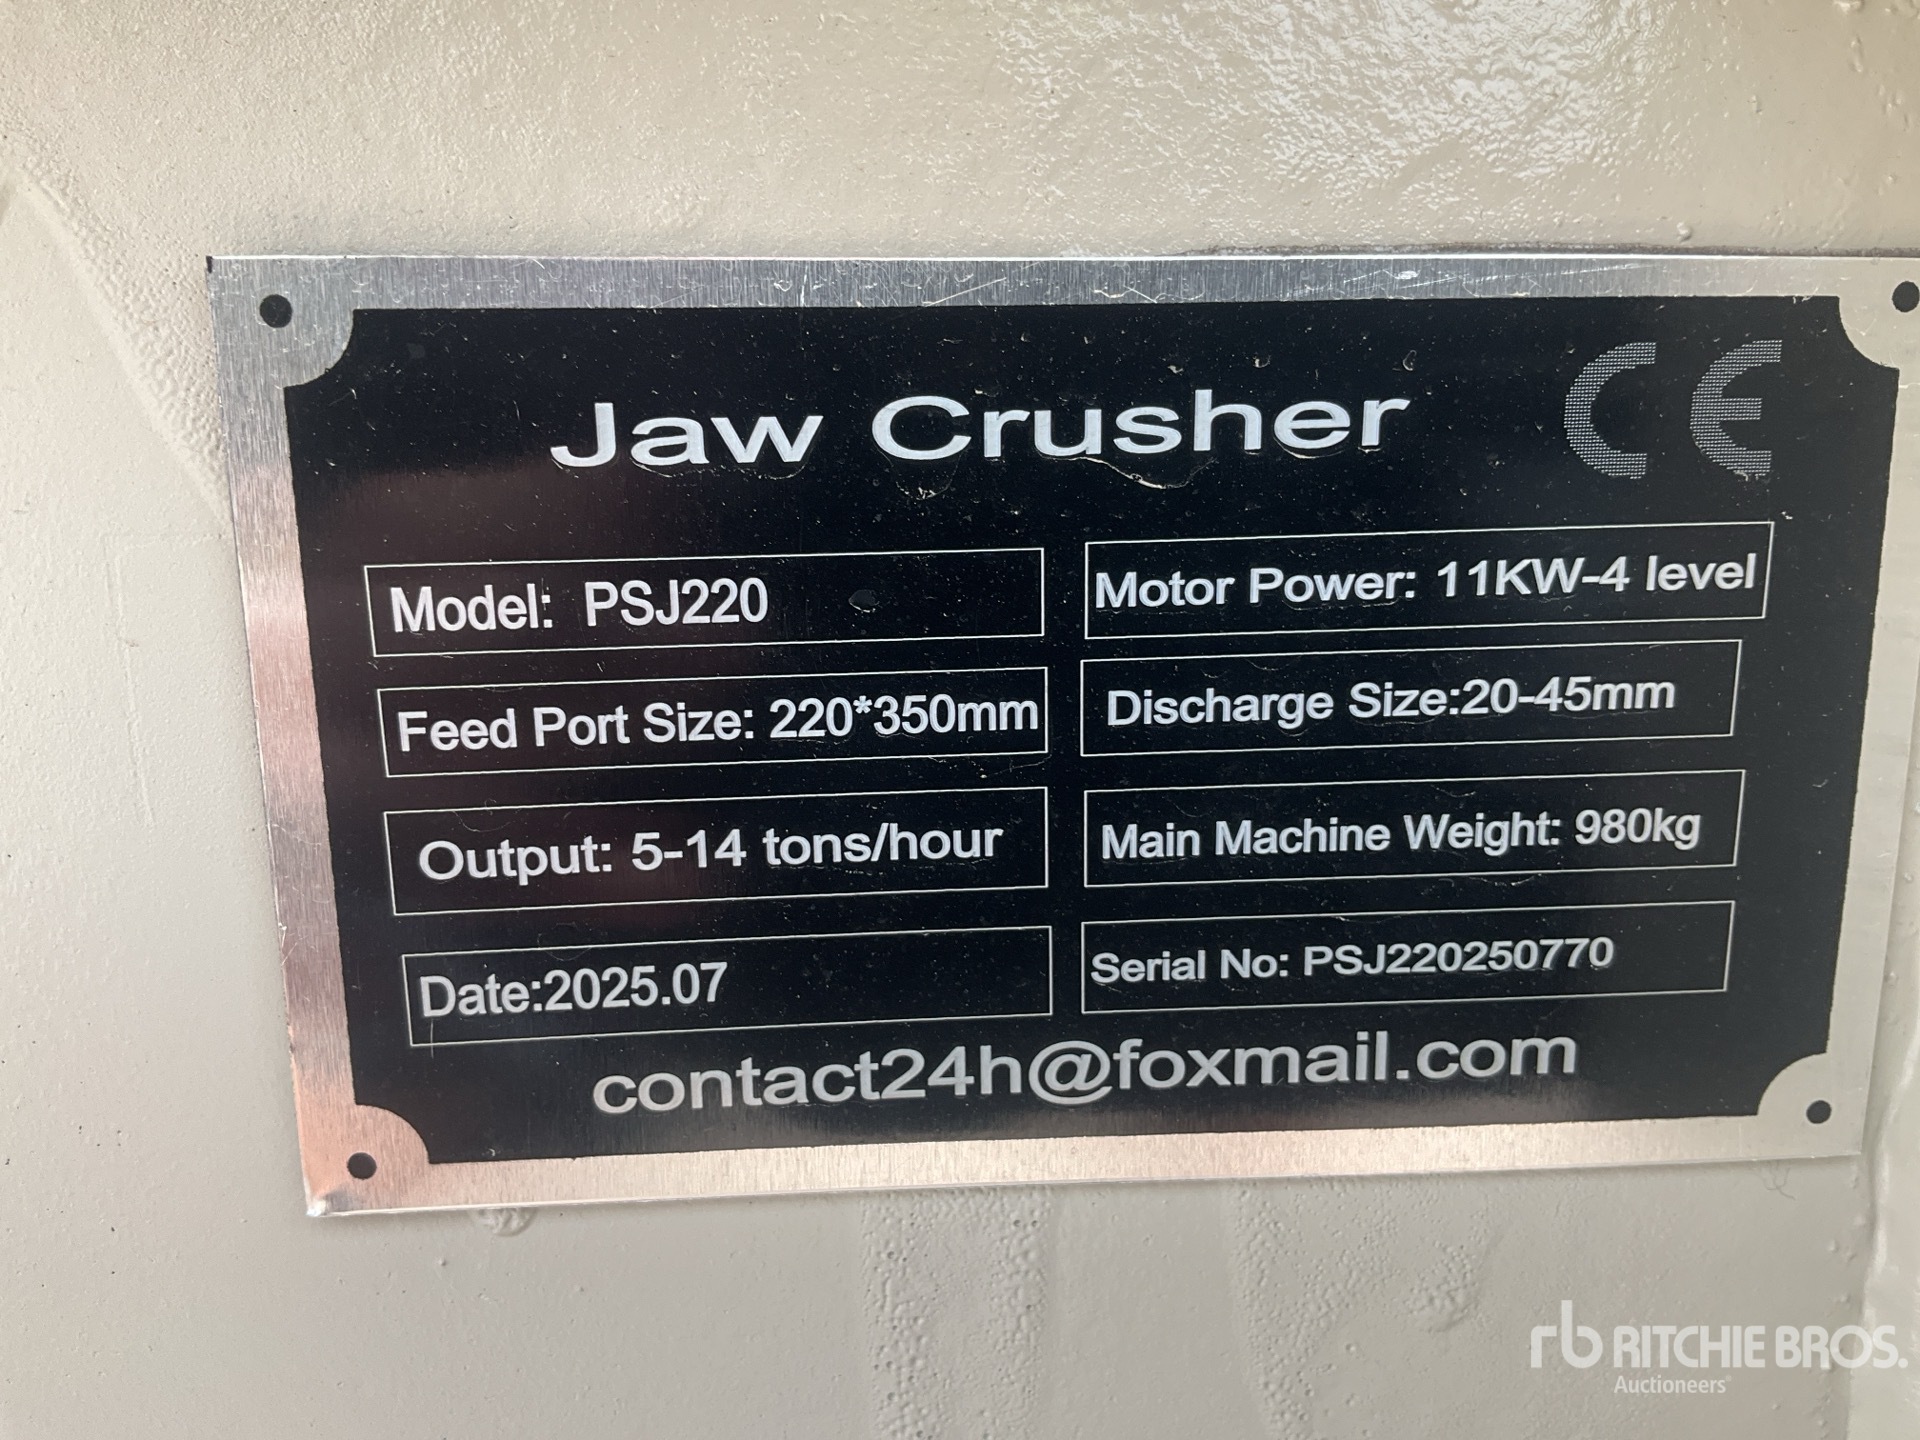 Jaw Crusher CE
Model: PSJ220
Motor Power: 11KW-4 level
Feed Port Size: 220*350mm
Discharge Size:20-45mm
Output: 5-14 tons/hour
Main Machine Weight: 980kg
Date:2025.07
Serial No: PSJ220250770
contact24h@foxmail.com
rb RITCHIE BROS.
Auctioneers